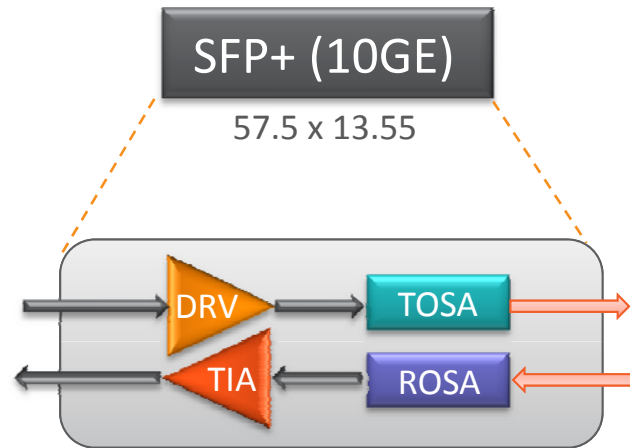 SFP+ (10GE)
57.5 x 13.55
DRV
TOSA
TIA
ROSA